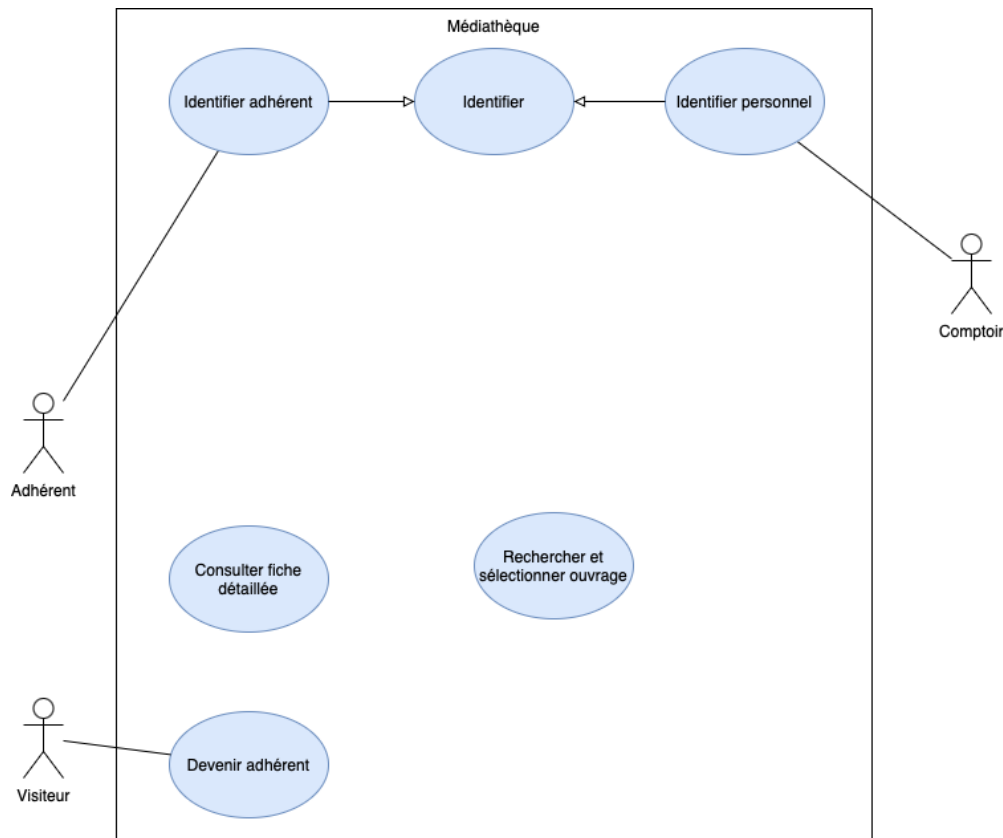 Médiathèque
Identifier adhérent
Identifier
Identifier personnel
Comptoir
Adhérent
Consulter fiche
détaillée
Rechercher et
sélectionner ouvrage
Visiteur
Devenir adhérent